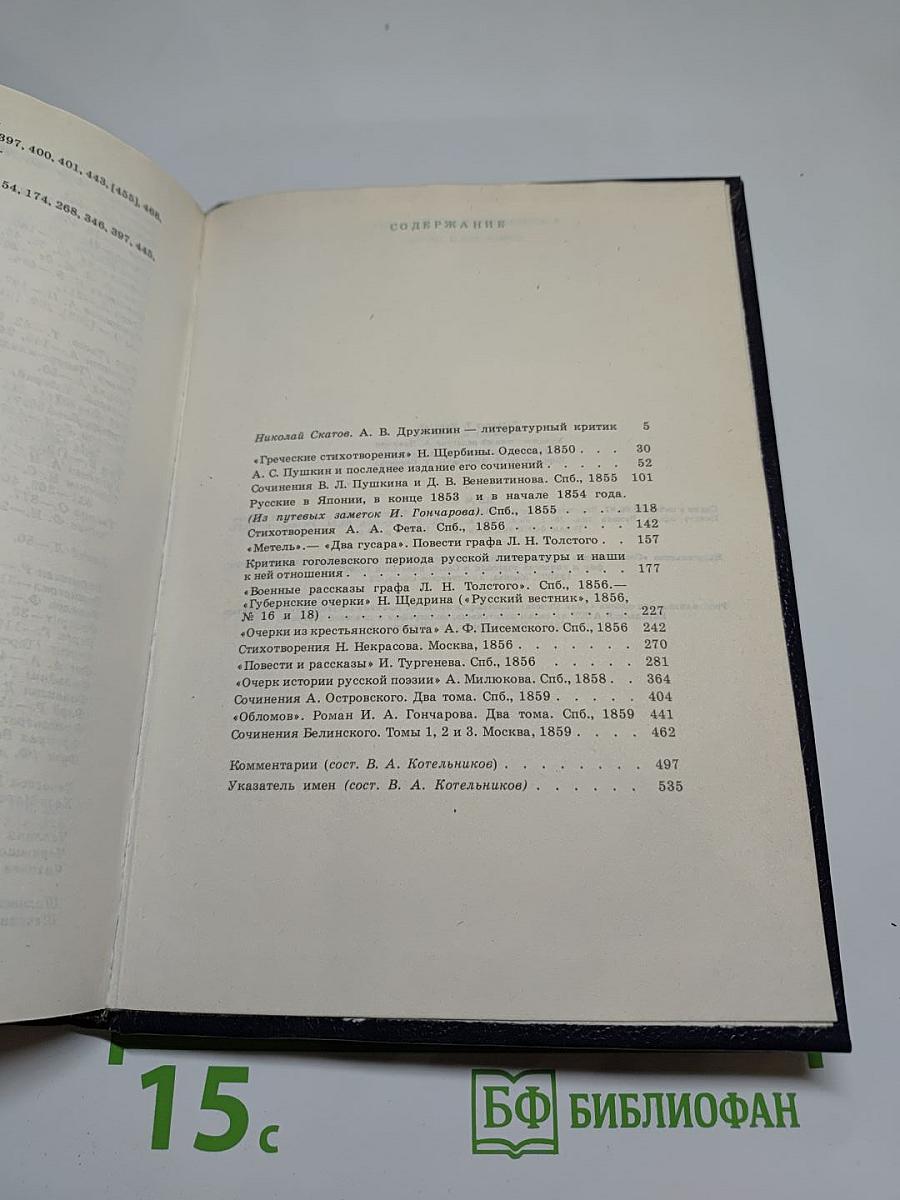 397, 400, 401, 443, [455], 468,
54, 174, 268, 346, 397, 445,
СОДЕРЖАНИЕ
Николай Скатов. А. В. Дружинин — литературный критик 5
«Греческие стихотворения» Н. Щербины. Одесса, 1850 . . . 30
А. С. Пушкин и последнее издание его сочинений . . . . . 52
Сочинения В. Л. Пушкина и Д. В. Веневитинова. Спб., 1855 101
Русские в Японии, в конце 1853 и в начале 1854 года.
(Из путевых заметок И. Гончарова). Спб., 1855 . . . . 118
Стихотворения А. А. Фета. Спб., 1856 . . . . . . . 142
«Метель».— «Два гусара». Повести графа Л. Н. Толстого . . 157
Критика гоголевского периода русской литературы и наши
к ней отношения . . . . . . . . . . . . . . . . 177
«Военные рассказы графа Л. Н. Толстого». Спб., 1856.—
«Губернские очерки» Н. Щедрина («Русский вестник», 1856,
№ 16 и 18) . . . . . . . . . . . . . . . . . 227
«Очерки из крестьянского быта» А. Ф. Писемского. Спб., 1856 242
Стихотворения Н. Некрасова. Москва, 1856 . . . . . . . 270
«Повести и рассказы» И. Тургенева. Спб., 1856 . . . . . 281
«Очерк истории русской поэзии» А. Милюкова. Спб., 1858 . . 364
Сочинения А. Островского. Два тома. Спб., 1859 . . . . . 404
«Обломов». Роман И. А. Гончарова. Два тома. Спб., 1859 441
Сочинения Белинского. Томы 1, 2 и 3. Москва, 1859 . . . . 462
Комментарии (сост. В. А. Котельников) . . . . . . . . 497
Указатель имен (сост. В. А. Котельников) . . . . . . 535
15 с
БФ БИБЛИОФАН